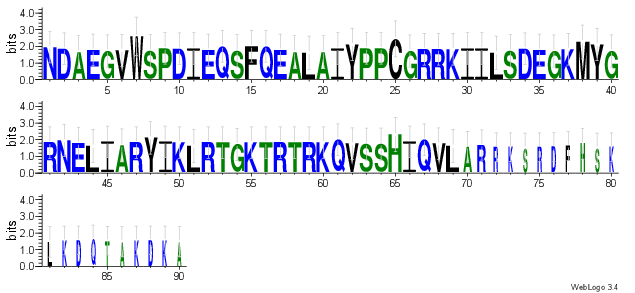 4.0
3.0
2.0
1.0
0.0
bits
NDAEGVWSPDIEQSFQEALAIYPPCGRRKIILSDEGKMYG
5 10 15 20 25 30 35 40
4.0
3.0
2.0
1.0
0.0
bits
RNELIARYIKLRTGKTRTRKQVSSHIQVLARRKSRDFHSK
45 50 55 60 65 70 75 80
4.0
3.0
2.0
1.0
0.0
bits
LKDQTAKDKA
85 90
WebLogo 3.4